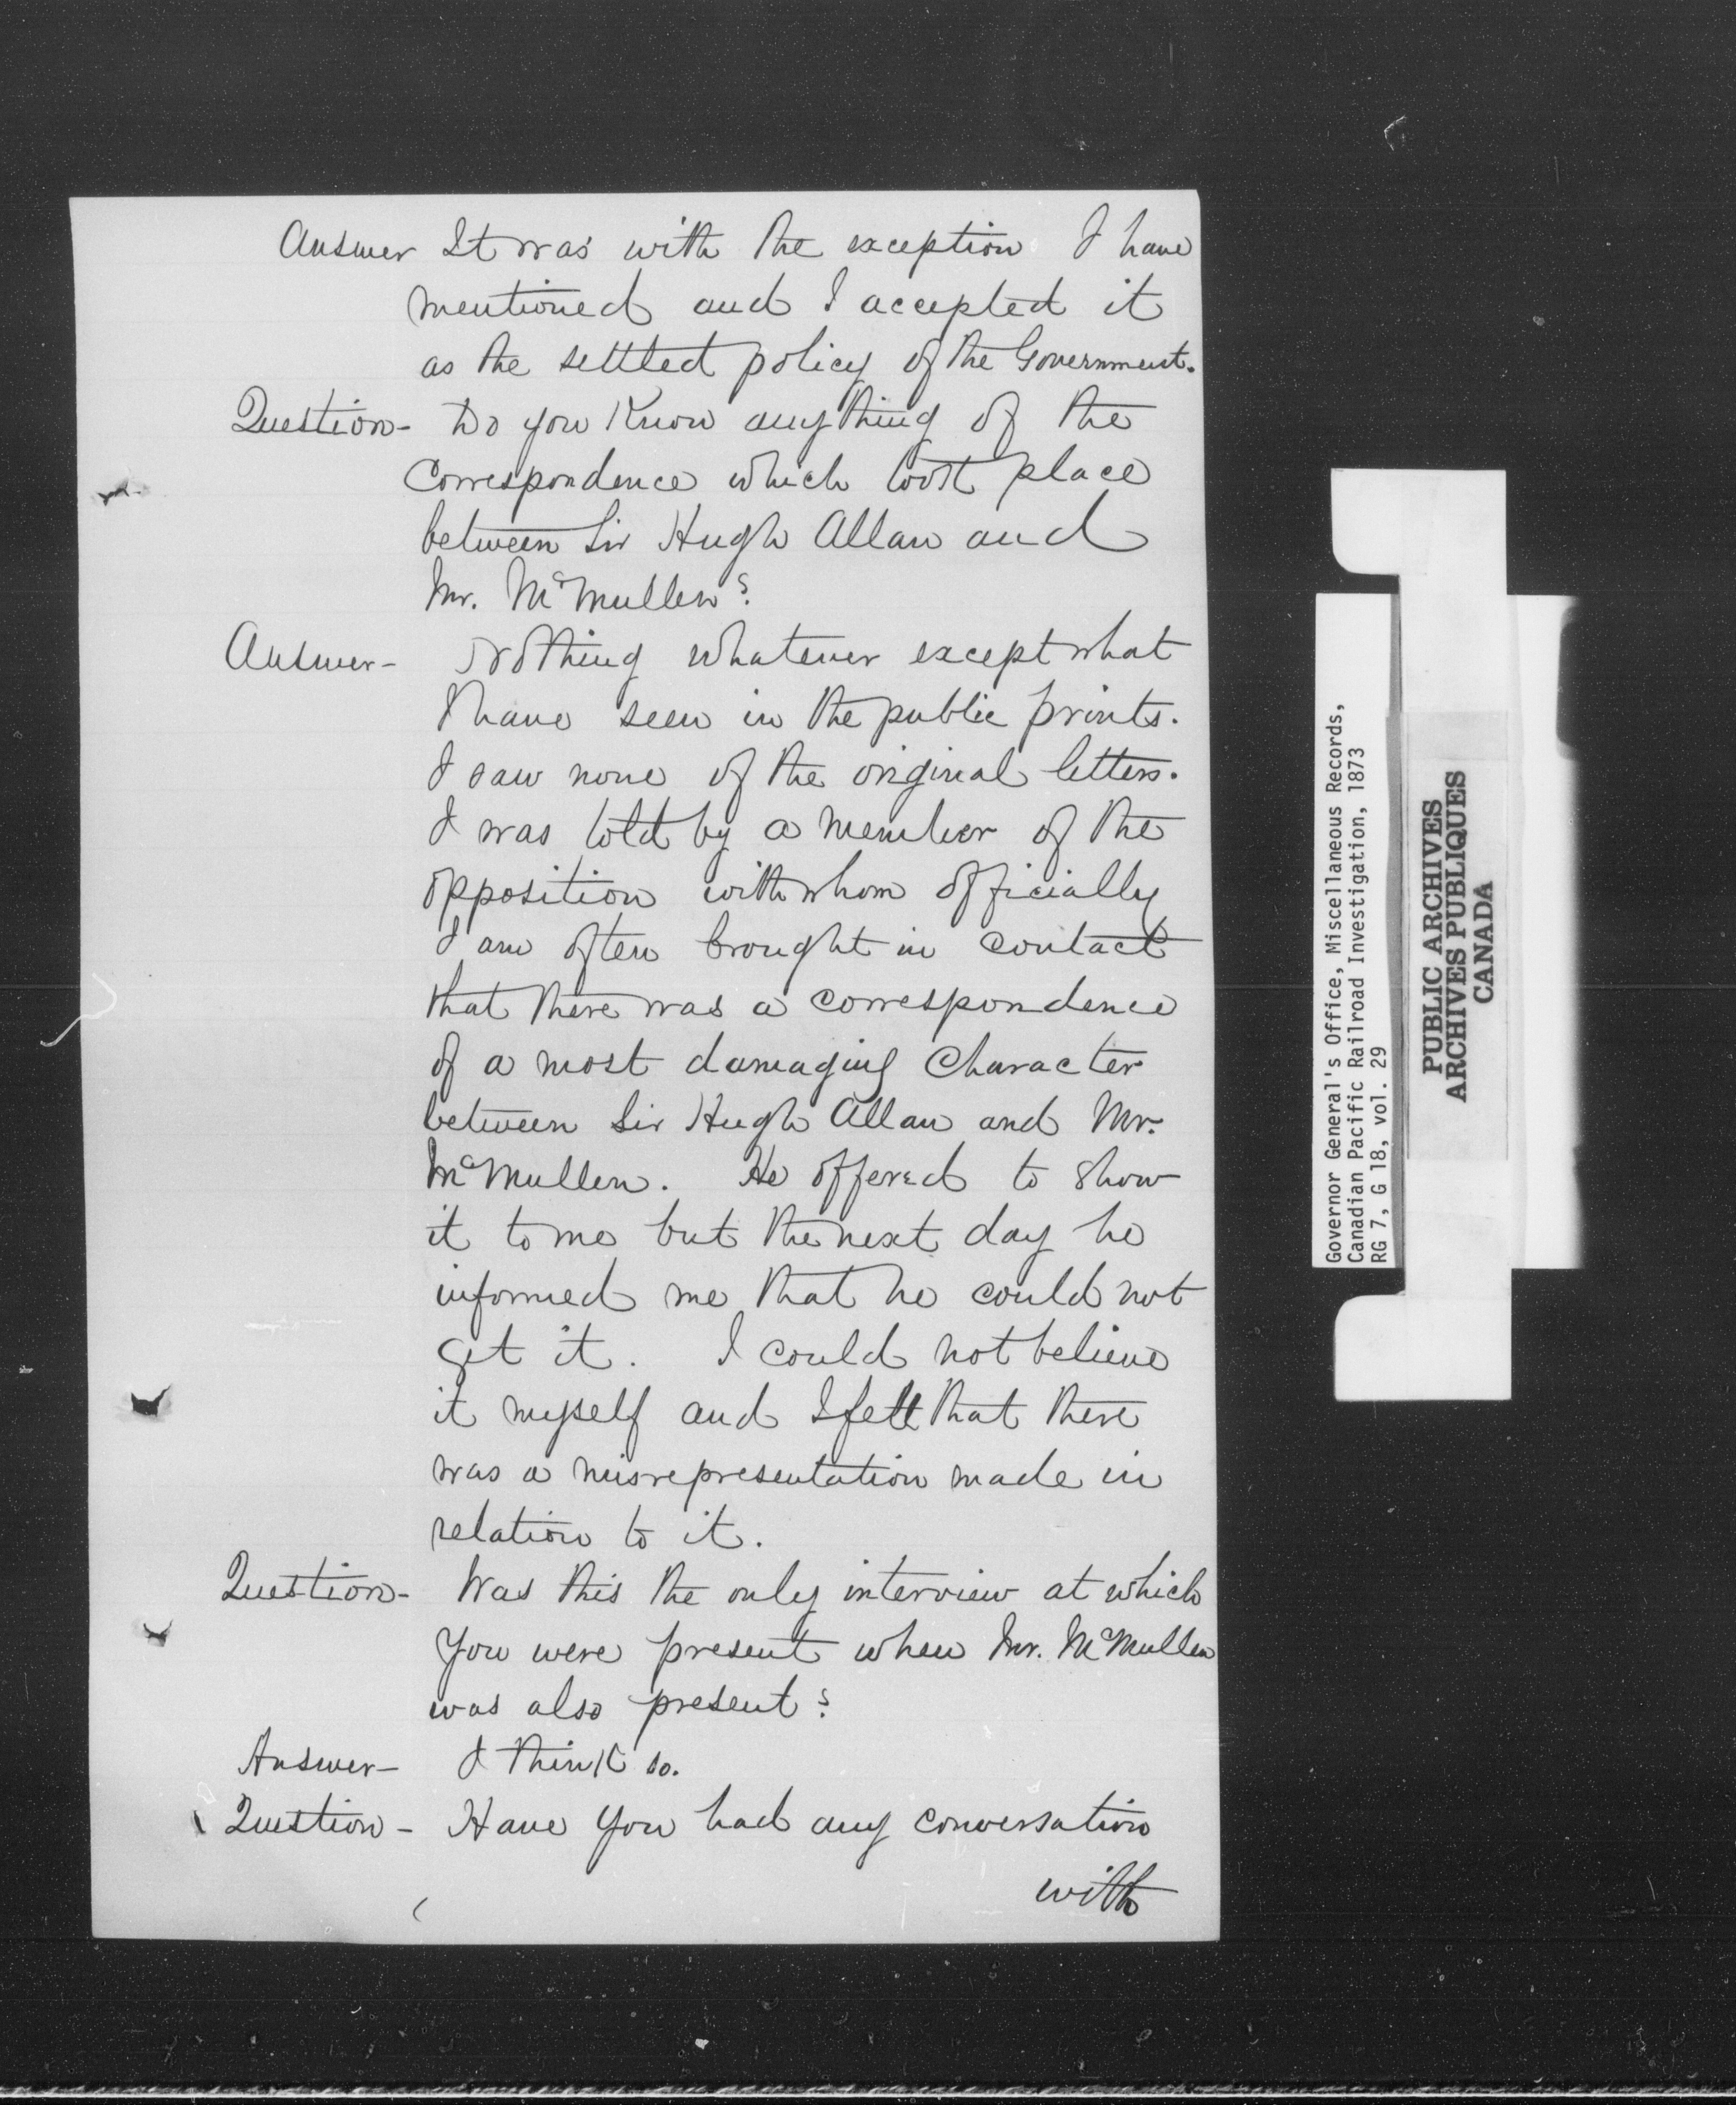 Answer It was with the exception I have
mentioned and I accepted it
as the settled policy of the Government.
Question- Do you Know anything of the
Correspondence which took place
between Sir Hugh Allan and
Mr. McMullen?
Answer- Nothing whatever except what
I have seen in the public prints.
I saw none of the original letters.
I was told by a member of the
opposition with whom officially
I am often brought in contact
that there was a correspondence
of a most damaging Character
between Sir Hugh Allan and Mr.
McMullen. He offered to show
it to me but the next day he
informed me that he could not
get it. I could not believe
it myself and I felt that there
was a misrepresentation made in
relation to it.
Question- Was this the only interview at which
you were present when Mr. McMullen
was also present?
Answer- I think so.
Question- Have you had any conversation
with
Governor General's Office, Miscellaneous Records,
Canadian Pacific Railroad Investigation, 1873
RG 7, G 18, vol. 29
PUBLIC ARCHIVES
ARCHIVES PUBLIQUES
CANADA